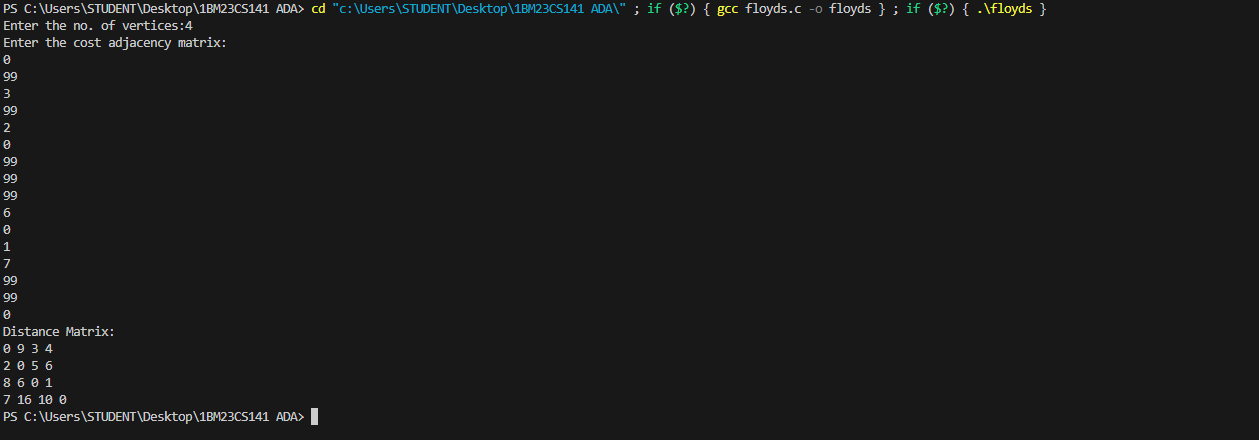 PS C:\Users\STUDENT\Desktop\1BM23CS141 ADA> cd "c:\Users\STUDENT\Desktop\1BM23CS141 ADA\" ; if ($?) { gcc floyds.c -o floyds } ; if ($?) { .\floyds }
Enter the no. of vertices:4
Enter the cost adjacency matrix:
0
99
3
99
2
0
99
99
99
6
0
1
7
99
99
0
Distance Matrix:
0 9 3 4
2 0 5 6
8 6 0 1
7 16 10 0
PS C:\Users\STUDENT\Desktop\1BM23CS141 ADA>